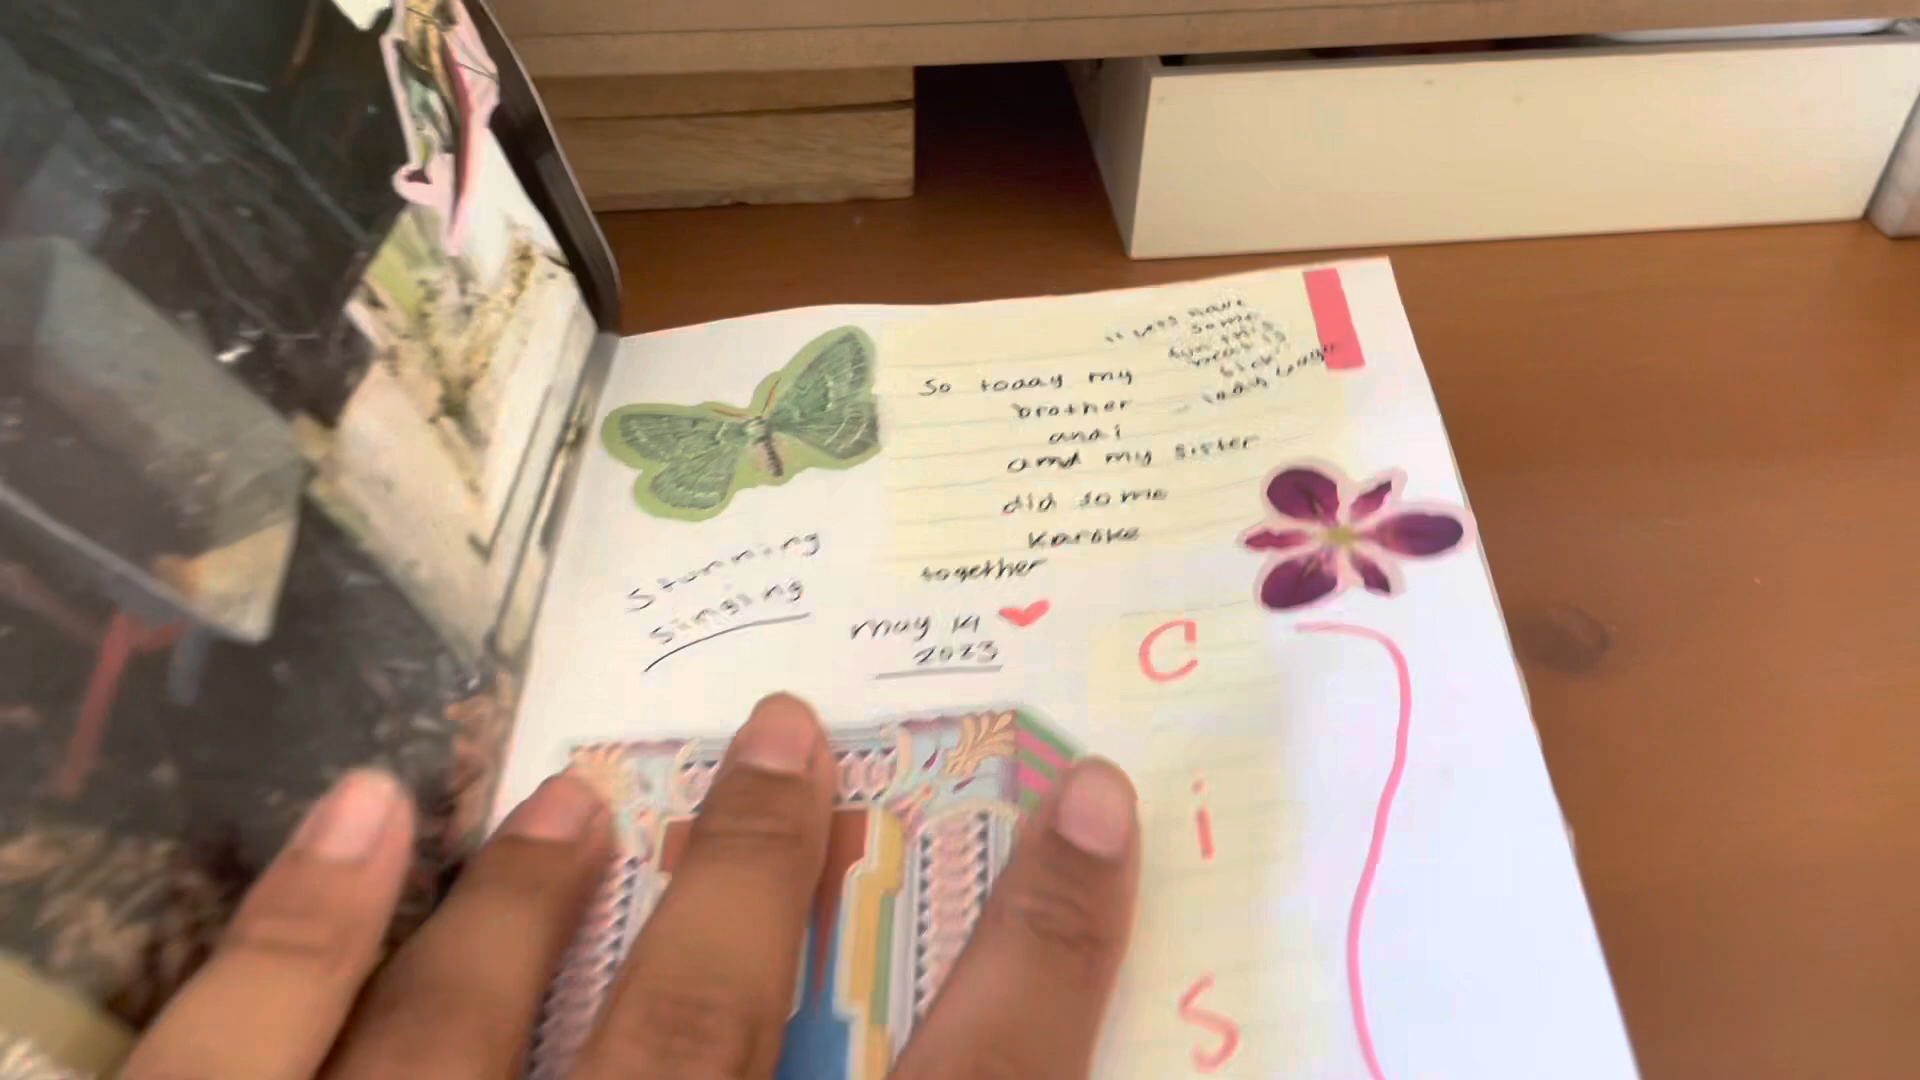 So today my
brother
and i
and my sister
did some
karoke
together
Stunning
singing
may 14
2023
C
i
S